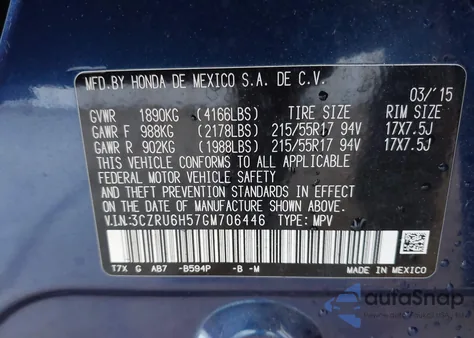 MFD.BY HONDA DE MEXICO S.A. DE C.V.
03/'15
GVWR 1890KG (4166LBS) TIRE SIZE RIM SIZE
GAWR F 988KG (2178LBS) 215/55R17 94V 17X7.5J
GAWR R 902KG (1988LBS) 215/55R17 94V 17X7.5J
THIS VEHICLE CONFORMS TO ALL APPLICABLE
FEDERAL MOTOR VEHICLE SAFETY
AND THEFT PREVENTION STANDARDS IN EFFECT
ON THE DATE OF MANUFACTURE SHOWN ABOVE.
V.I.N:3CZRU6H57GM706446 TYPE: MPV
T7X G AB7 -B594P -B -M MADE IN MEXICO
autoSnap